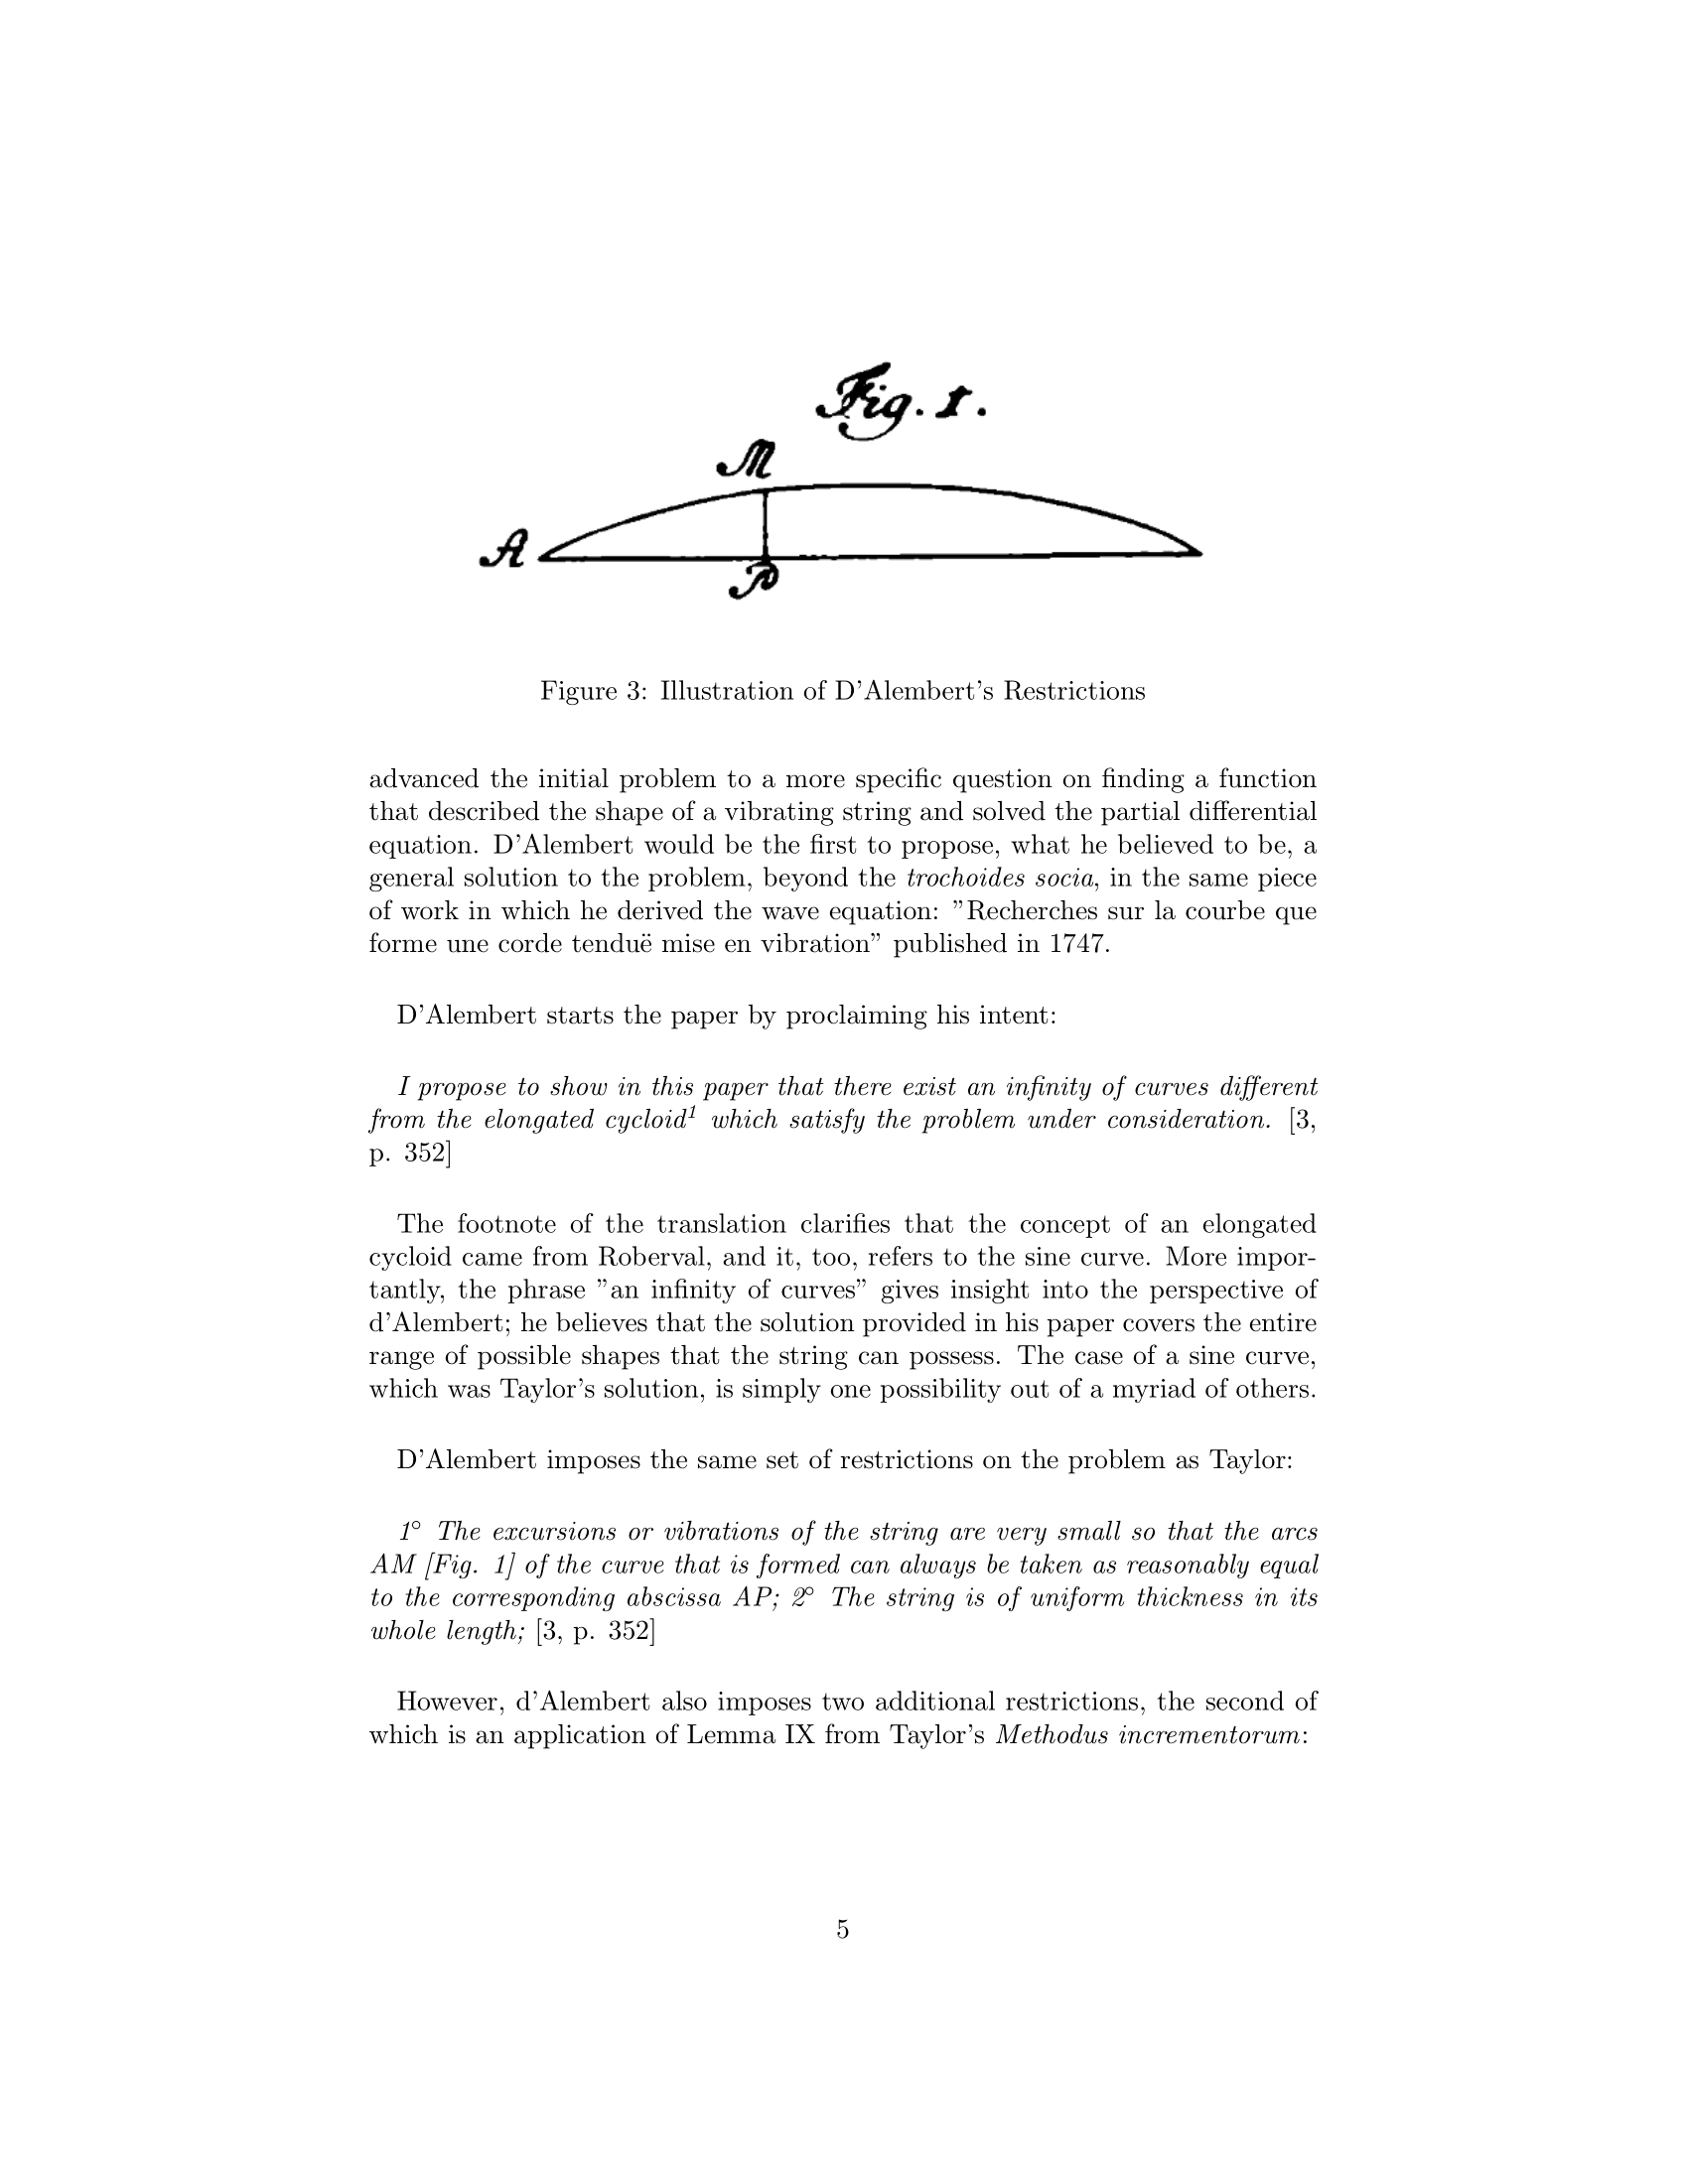 Fig. 1.
M
A
P
Figure 3: Illustration of D'Alembert's Restrictions
advanced the initial problem to a more specific question on finding a function
that described the shape of a vibrating string and solved the partial differential
equation. D'Alembert would be the first to propose, what he believed to be, a
general solution to the problem, beyond the trochoides socia, in the same piece
of work in which he derived the wave equation: ”Recherches sur la courbe que
forme une corde tenduë mise en vibration” published in 1747.
D'Alembert starts the paper by proclaiming his intent:
I propose to show in this paper that there exist an infinity of curves different
from the elongated cycloid¹ which satisfy the problem under consideration. [3,
p. 352]
The footnote of the translation clarifies that the concept of an elongated
cycloid came from Roberval, and it, too, refers to the sine curve. More impor-
tantly, the phrase ”an infinity of curves” gives insight into the perspective of
d'Alembert; he believes that the solution provided in his paper covers the entire
range of possible shapes that the string can possess. The case of a sine curve,
which was Taylor's solution, is simply one possibility out of a myriad of others.
D'Alembert imposes the same set of restrictions on the problem as Taylor:
1° The excursions or vibrations of the string are very small so that the arcs
AM [Fig. 1] of the curve that is formed can always be taken as reasonably equal
to the corresponding abscissa AP; 2° The string is of uniform thickness in its
whole length; [3, p. 352]
However, d'Alembert also imposes two additional restrictions, the second of
which is an application of Lemma IX from Taylor's Methodus incrementorum:
5